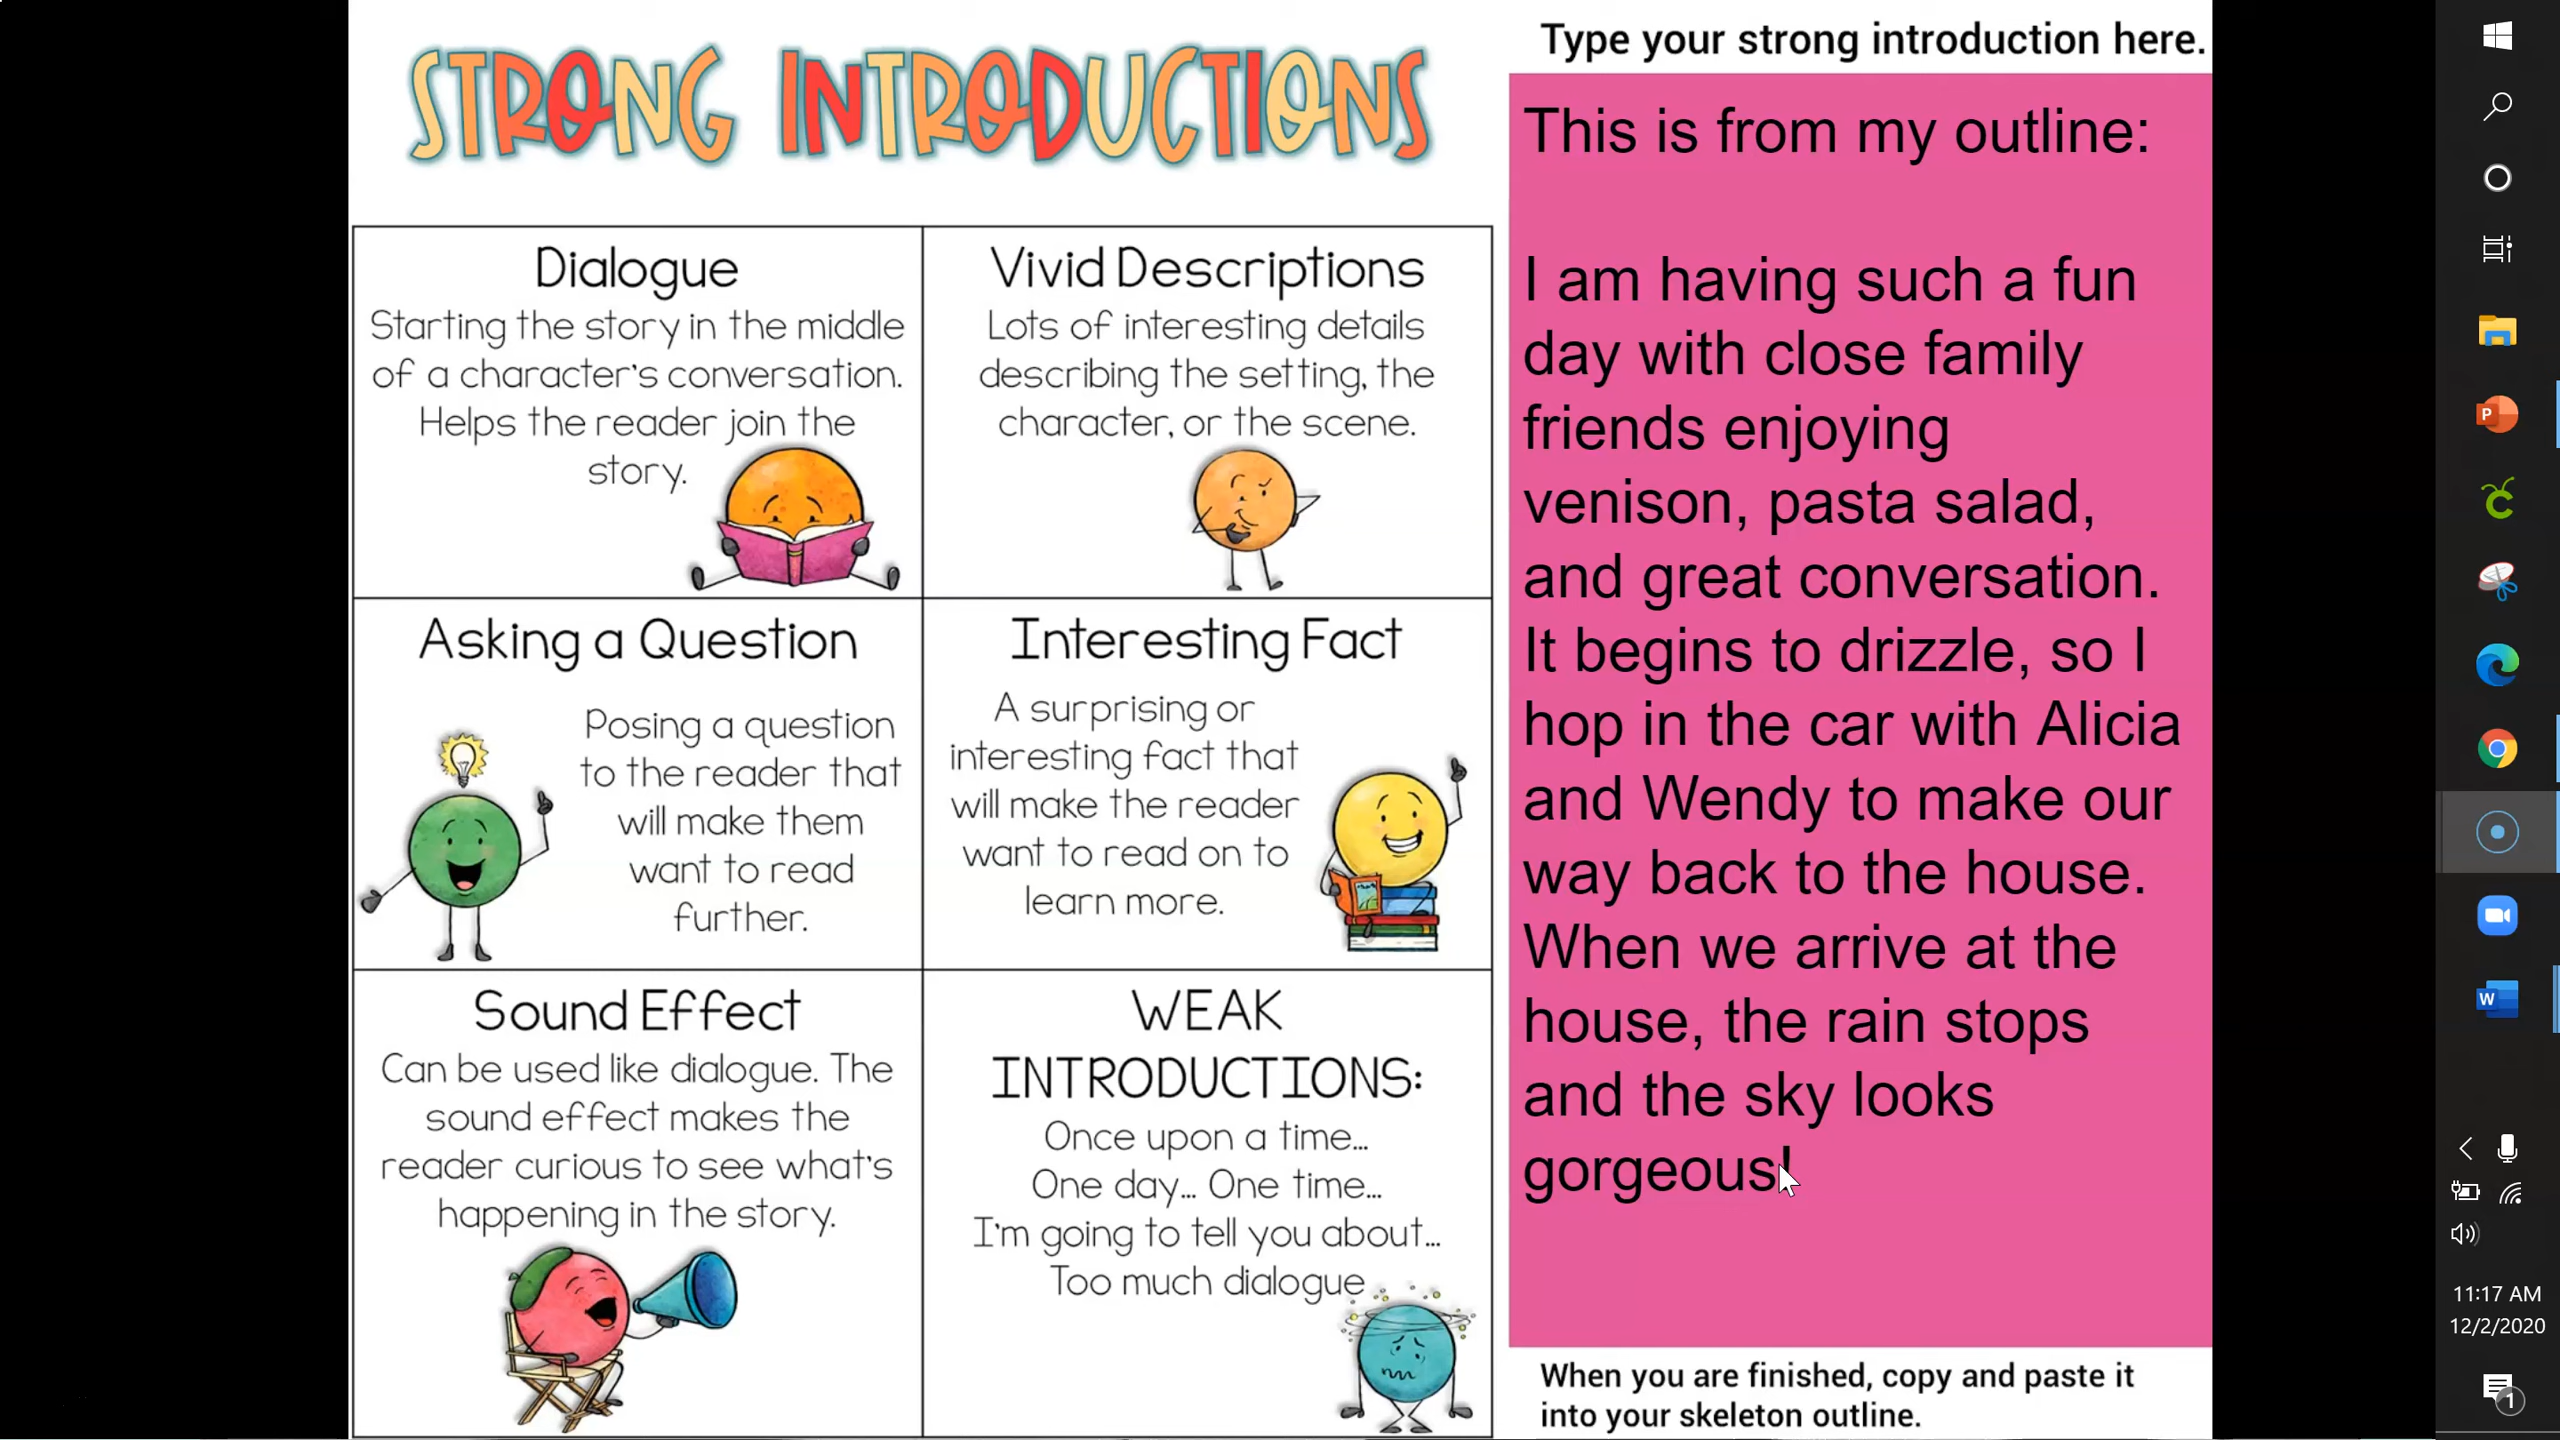 STRONG INTRODUCTIONS
Dialogue
Starting the story in the middle
of a character's conversation.
Helps the reader join the
story.
Vivid Descriptions
Lots of interesting details
describing the setting, the
character, or the scene.
Asking a Question
Posing a question
to the reader that
will make them
want to read
further.
Interesting Fact
A surprising or
interesting fact that
will make the reader
want to read on to
learn more.
Sound Effect
Can be used like dialogue. The
sound effect makes the
reader curious to see what's
happening in the story.
WEAK
INTRODUCTIONS:
Once upon a time...
One day... One time...
I'm going to tell you about...
Too much dialogue
Type your strong introduction here.
This is from my outline:
I am having such a fun
day with close family
friends enjoying
venison, pasta salad,
and great conversation.
It begins to drizzle, so I
hop in the car with Alicia
and Wendy to make our
way back to the house.
When we arrive at the
house, the rain stops
and the sky looks
gorgeous!
When you are finished, copy and paste it
into your skeleton outline.
P
W
11:17 AM
12/2/2020
1